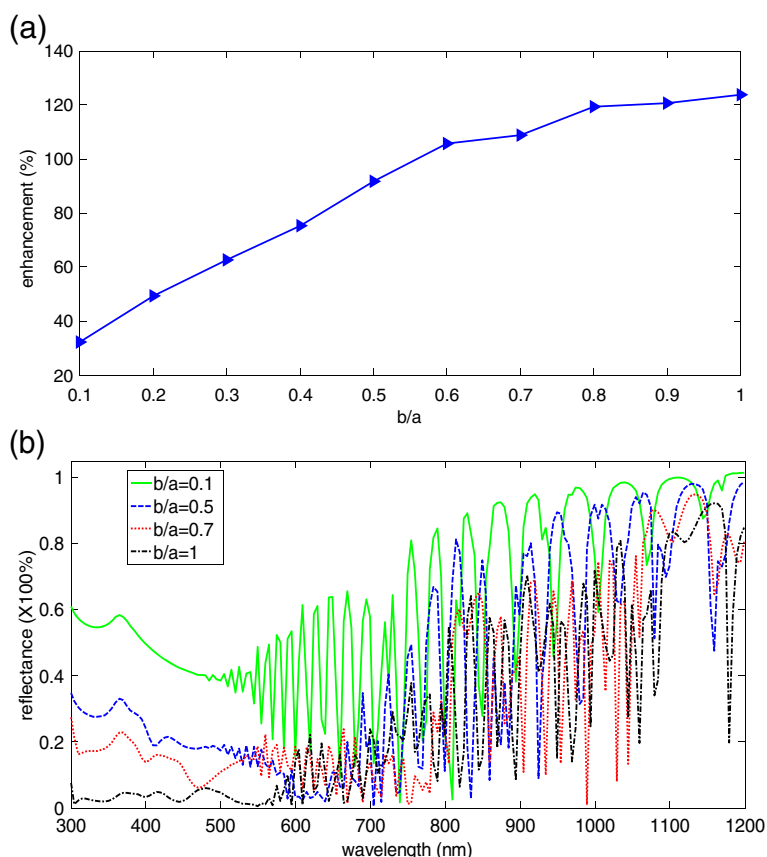 (a)
140
120
100
80
60
40
20
enhancement (%)
0.1 0.2 0.3 0.4 0.5 0.6 0.7 0.8 0.9 1
b/a
(b)
1
0.8
0.6
0.4
0.2
0
reflectance (X100%)
b/a=0.1
b/a=0.5
b/a=0.7
b/a=1
300 400 500 600 700 800 900 1000 1100 1200
wavelength (nm)